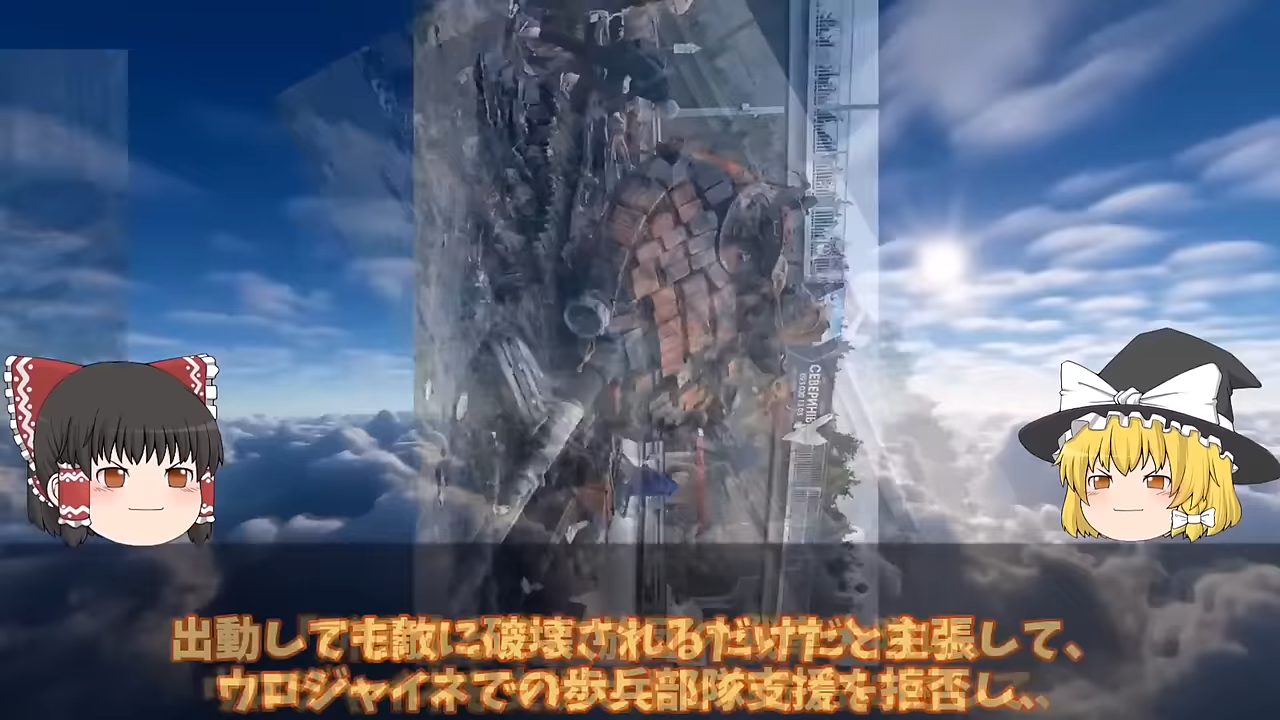 СЕВЕРИНІВ
出動しても敵に破壊されるだけだと主張して、
ウロジャイネでの歩兵部隊支援を拒否し、